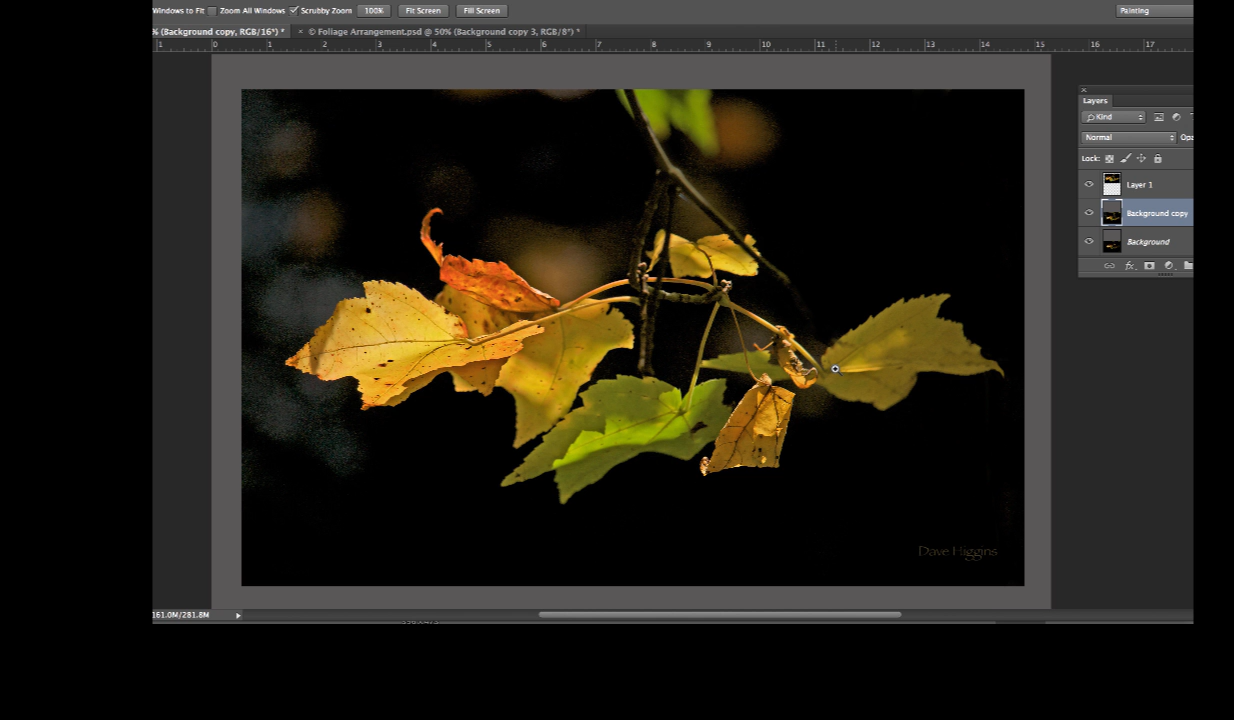 Windows to Fit Zoom All Windows Scrubby Zoom 100% Fit Screen Fill Screen Painting
% (Background copy, RGB/16*) * × © Foliage Arrangement.psd @ 50% (Background copy 3, RGB/8*) *
1 0 1 2 3 4 5 6 7 8 9 10 11 12 13 14 15 16 17
Layers
Kind
Normal Opa
Lock:
Layer 1
Background copy
Background
fx
Dave Higgins
161.0M/281.8M